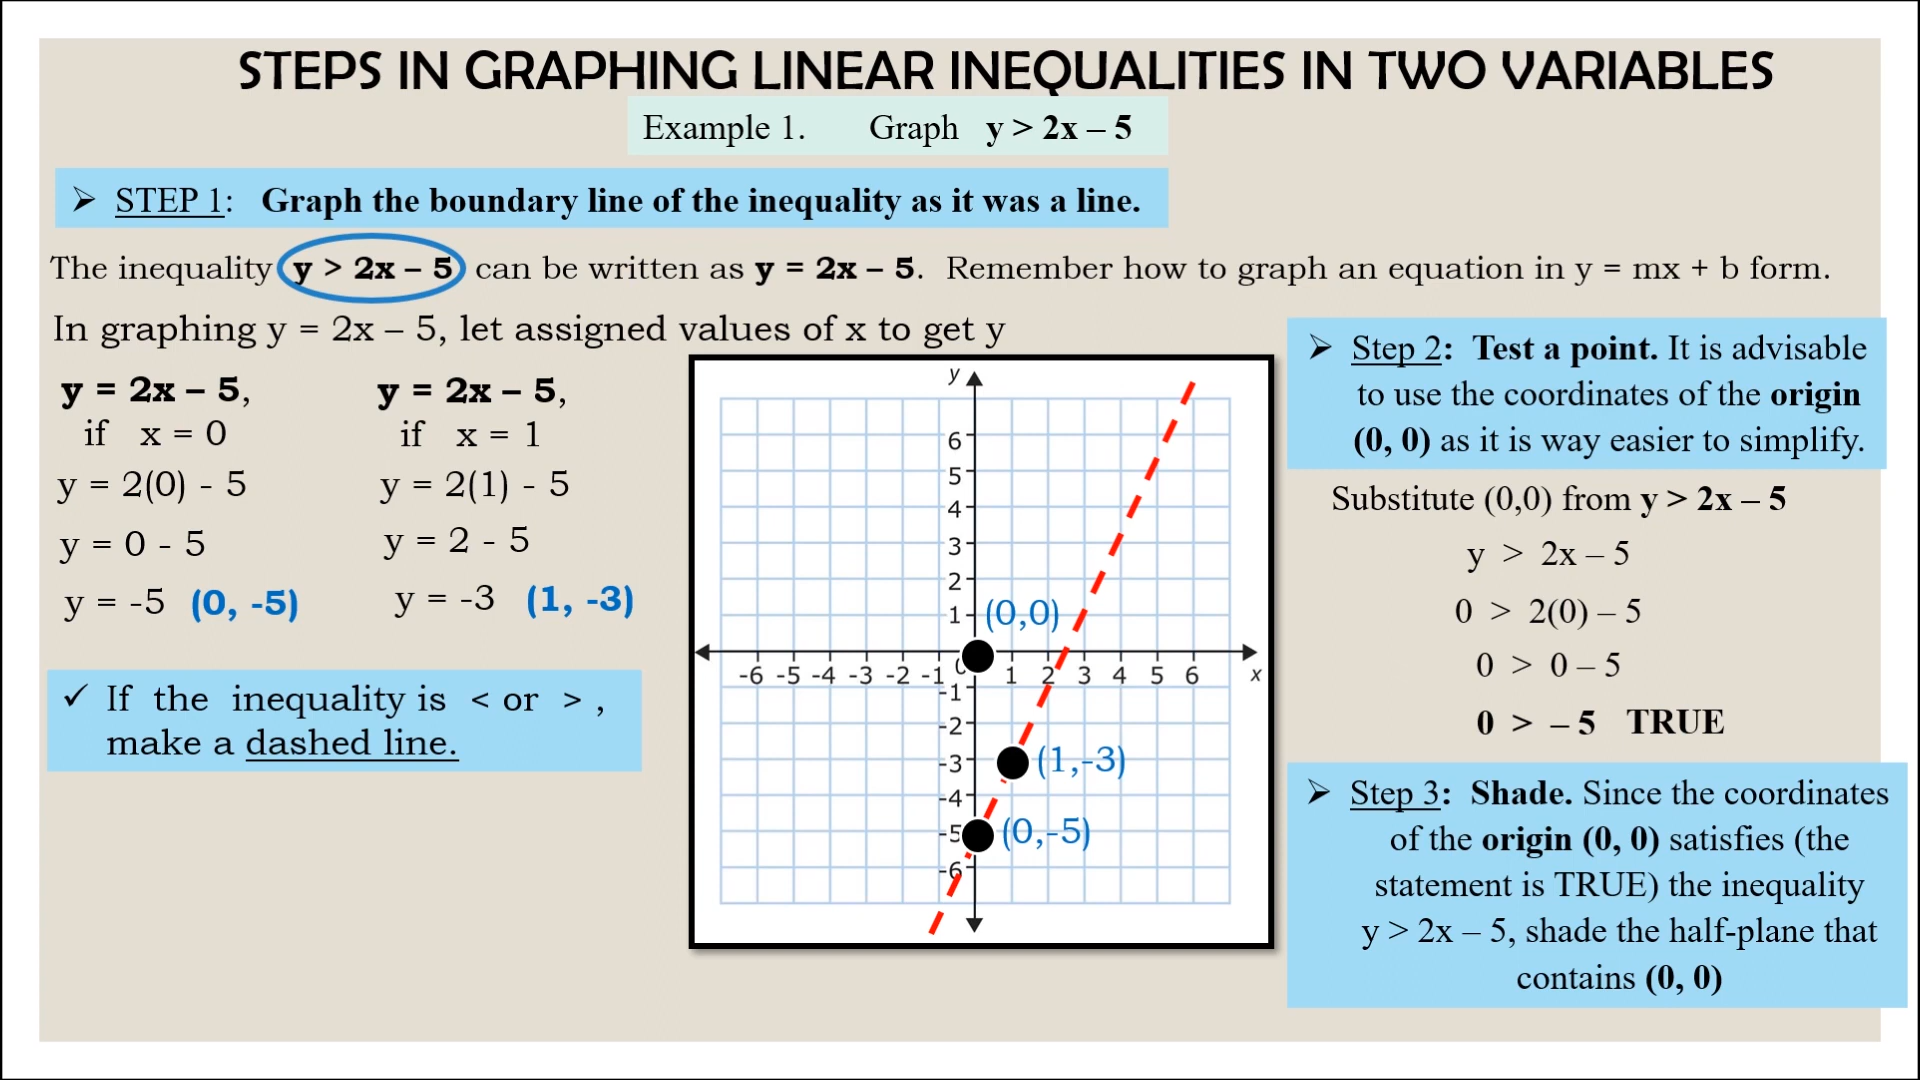 STEPS IN GRAPHING LINEAR INEQUALITIES IN TWO VARIABLES
Example 1. Graph y > 2x – 5
➢ STEP 1: Graph the boundary line of the inequality as it was a line.
The inequality y > 2x – 5 can be written as y = 2x – 5. Remember how to graph an equation in y = mx + b form.
In graphing y = 2x – 5, let assigned values of x to get y
y = 2x – 5,
if x = 0
y = 2(0) - 5
y = 0 - 5
y = -5 (0, -5)
y = 2x – 5,
if x = 1
y = 2(1) - 5
y = 2 - 5
y = -3 (1, -3)
✓ If the inequality is < or > ,
make a dashed line.
y
6
5
4
3
2
1
(0,0)
-6 -5 -4 -3 -2 -1 0 1 2 3 4 5 6 x
-1
-2
-3 (1,-3)
-4
-5 (0,-5)
-6
➢ Step 2: Test a point. It is advisable
to use the coordinates of the origin
(0, 0) as it is way easier to simplify.
Substitute (0,0) from y > 2x – 5
y > 2x – 5
0 > 2(0) – 5
0 > 0 – 5
0 > – 5 TRUE
➢ Step 3: Shade. Since the coordinates
of the origin (0, 0) satisfies (the
statement is TRUE) the inequality
y > 2x – 5, shade the half-plane that
contains (0, 0)